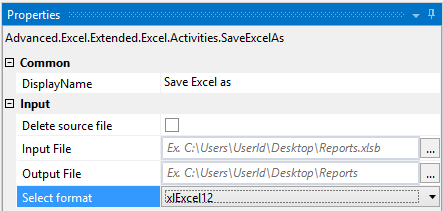 Properties
Advanced.Excel.Extended.Excel.Activities.SaveExcelAs
Common
DisplayName Save Excel as
Input
Delete source file
Input File Ex. C:\Users\UserId\Desktop\Reports.xlsb ...
Output File Ex. C:\Users\UserId\Desktop\Reports ...
Select format xlExcel12